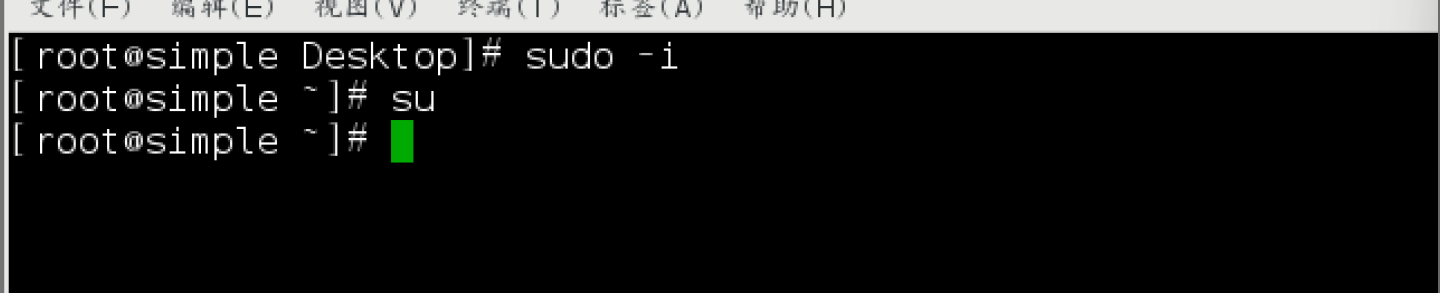 文件(F) 编辑(E) 视图(V) 终端(T) 标签(A) 帮助(H)
[root@simple Desktop]# sudo -i
[root@simple ~]# su
[root@simple ~]#